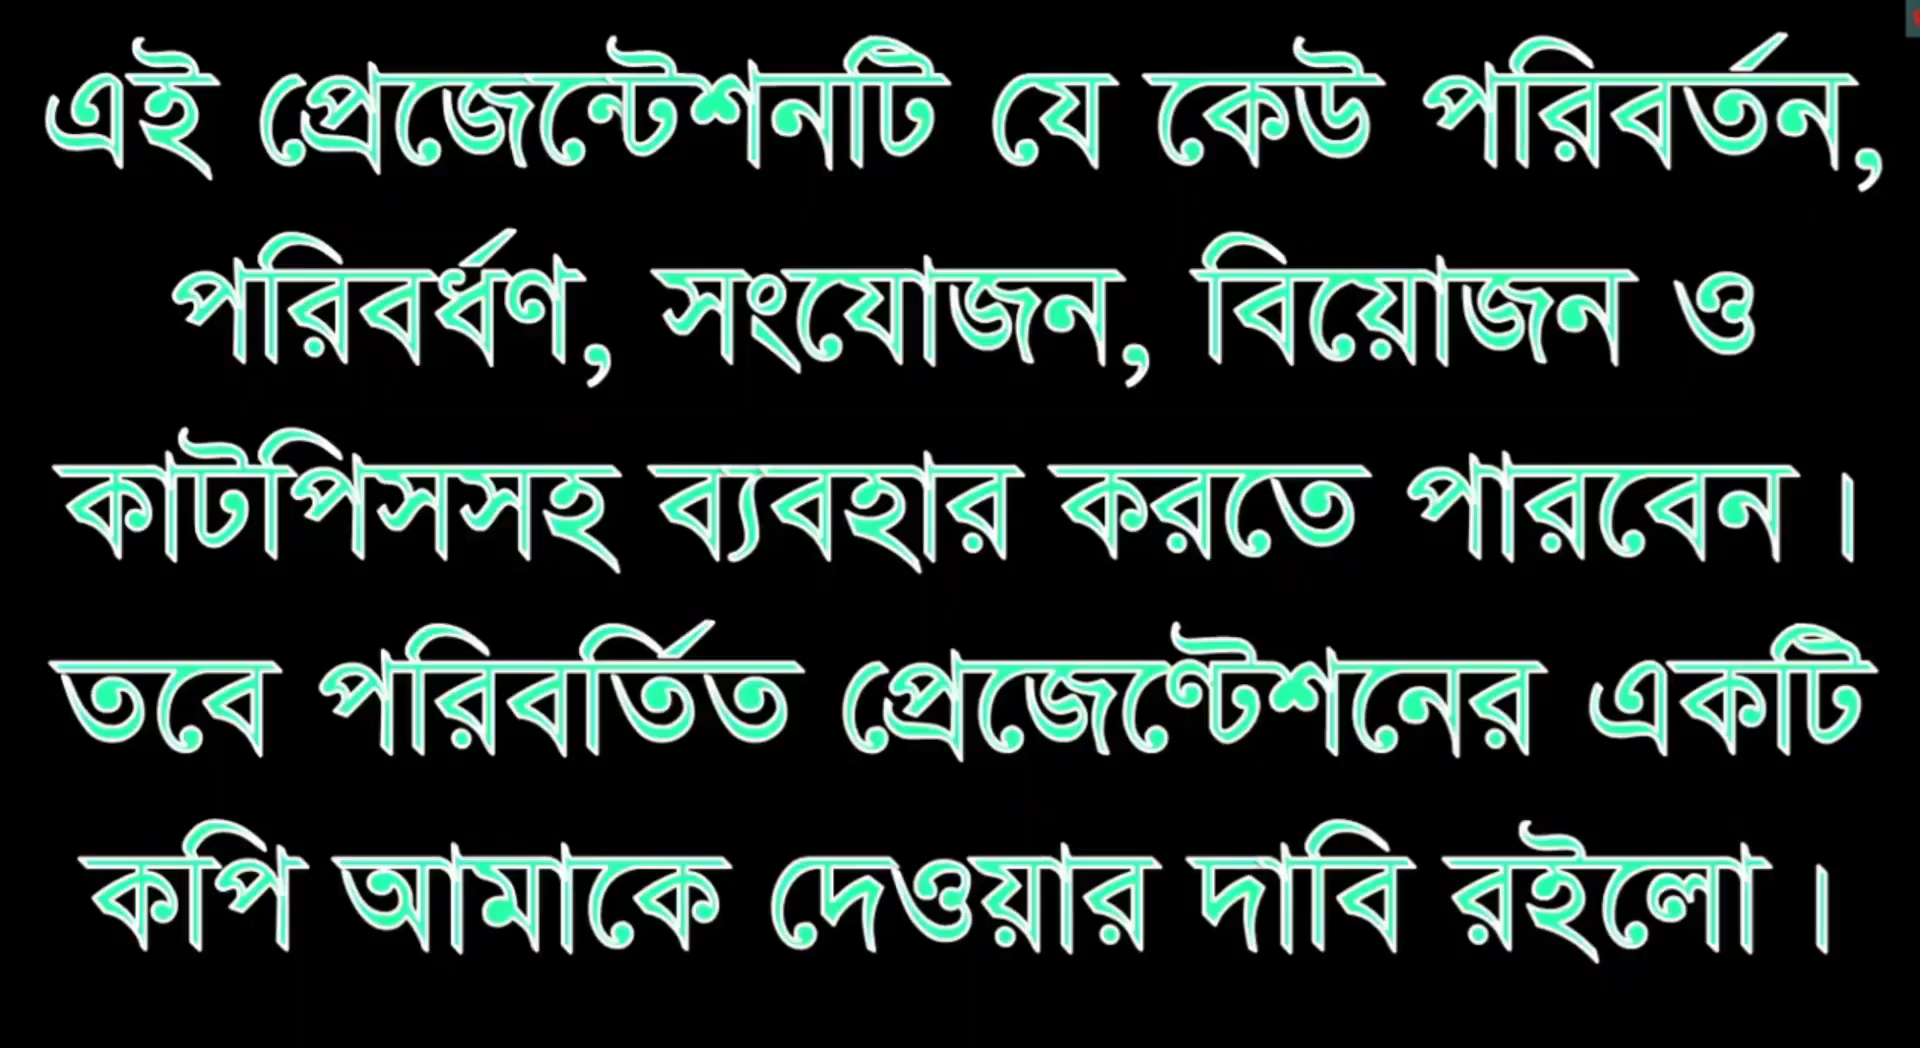 এই প্রেজেন্টেশনটি যে কেউ পরিবর্তন,
পরিবর্ধণ, সংযোজন, বিয়োজন ও
কাটপিসসহ ব্যবহার করতে পারবেন।
তবে পরিবর্তিত প্রেজেণ্টেশনের একটি
কপি আমাকে দেওয়ার দাবি রইলো।